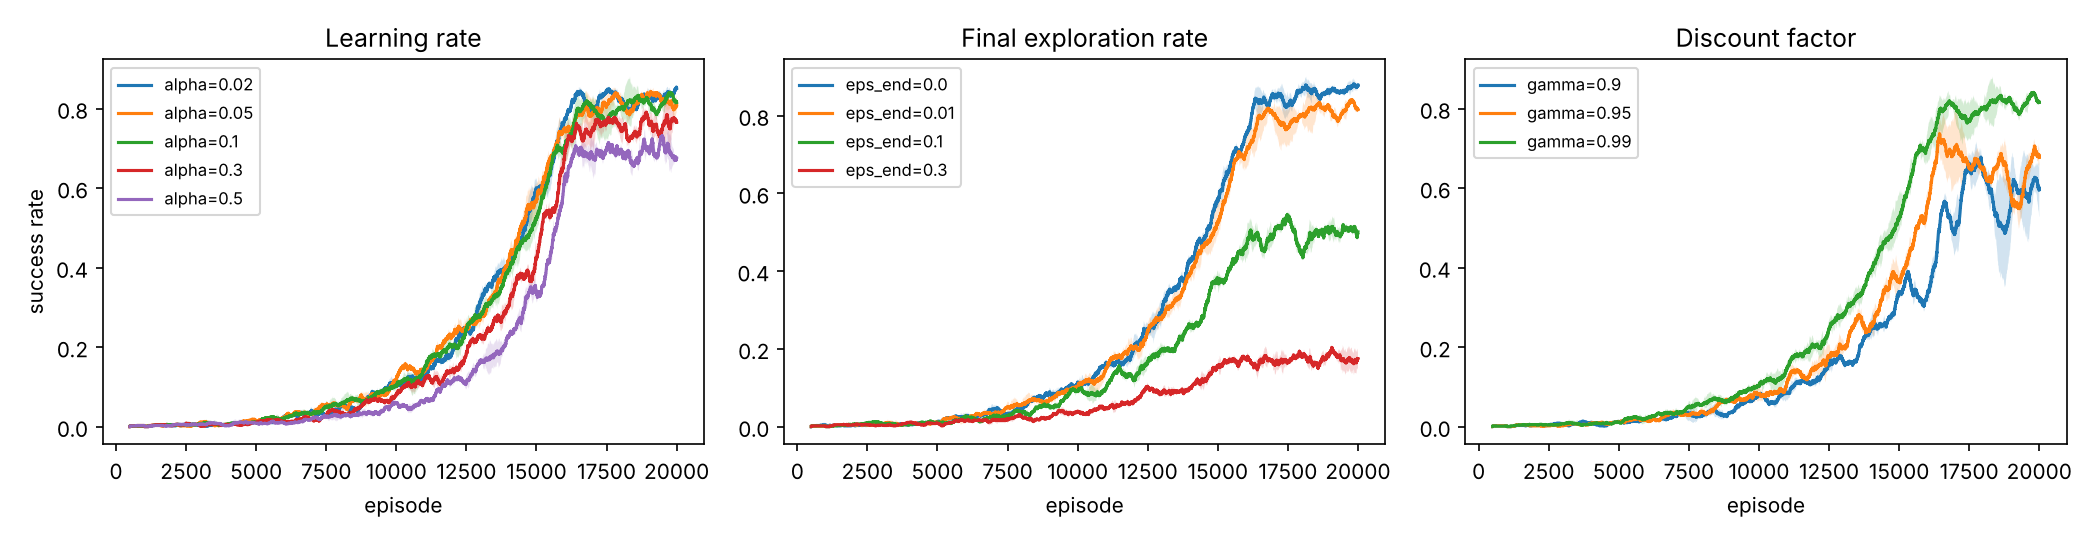 Learning rate
alpha=0.02
alpha=0.05
alpha=0.1
alpha=0.3
alpha=0.5
success rate
0.8
0.6
0.4
0.2
0.0
0 2500 5000 7500 10000 12500 15000 17500 20000
episode
Final exploration rate
eps_end=0.0
eps_end=0.01
eps_end=0.1
eps_end=0.3
0.8
0.6
0.4
0.2
0.0
0 2500 5000 7500 10000 12500 15000 17500 20000
episode
Discount factor
gamma=0.9
gamma=0.95
gamma=0.99
0.8
0.6
0.4
0.2
0.0
0 2500 5000 7500 10000 12500 15000 17500 20000
episode